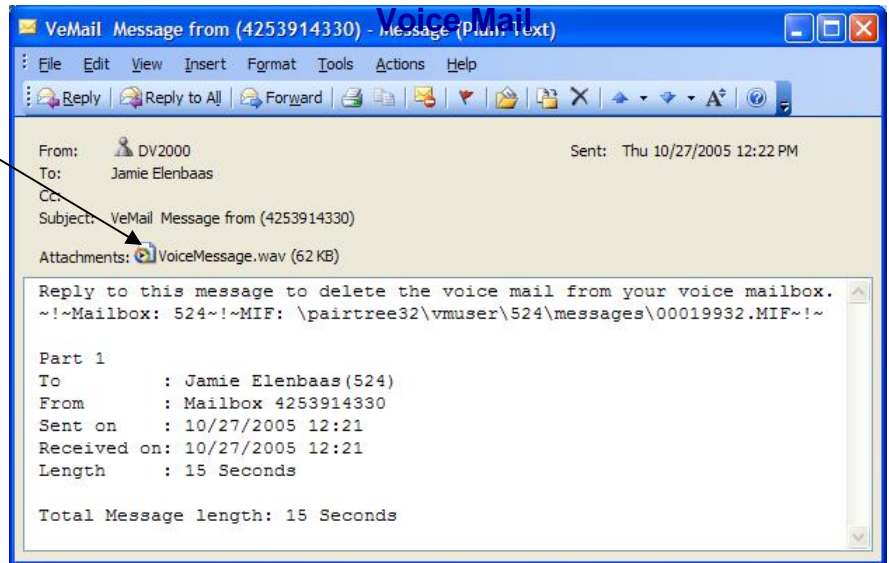 Voice Mail
VeMail Message from (4253914330) - Message (Plain Text)
File Edit View Insert Format Tools Actions Help
Reply Reply to All Forward
From: DV2000 Sent: Thu 10/27/2005 12:22 PM
To: Jamie Elenbaas
Cc:
Subject: VeMail Message from (4253914330)
Attachments: VoiceMessage.wav (62 KB)
Reply to this message to delete the voice mail from your voice mailbox.
~!~Mailbox: 524~!~MIF: \pairtree32\vmuser\524\messages\00019932.MIF~!~
Part 1
To : Jamie Elenbaas(524)
From : Mailbox 4253914330
Sent on : 10/27/2005 12:21
Received on: 10/27/2005 12:21
Length : 15 Seconds
Total Message length: 15 Seconds